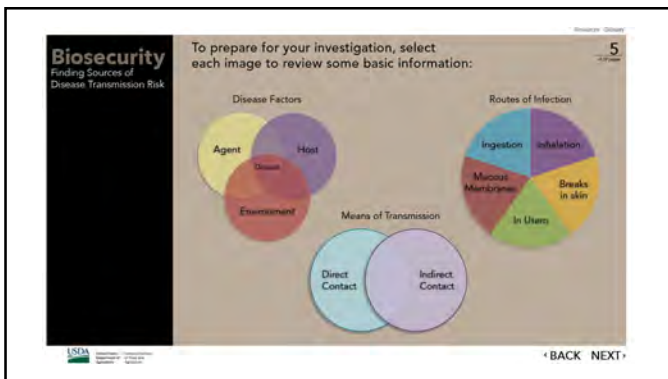 Resources Glossary
Biosecurity
Finding Sources of
Disease Transmission Risk
To prepare for your investigation, select
each image to review some basic information:
5
Disease Factors
Agent
Host
Disease
Environment
Routes of Infection
Ingestion
Inhalation
Mucous
Membranes
Breaks
in skin
In Utero
Means of Transmission
Direct
Contact
Indirect
Contact
USDA
‹BACK NEXT›